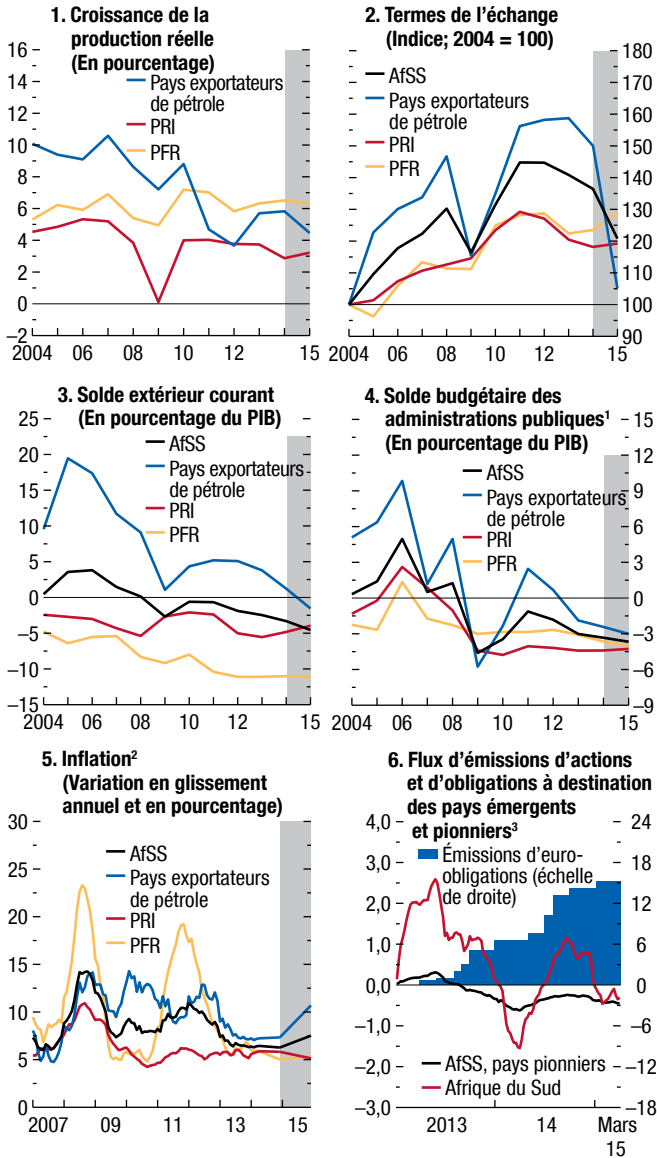 1. Croissance de la
production réelle
(En pourcentage)
16
14
12
10
8
6
4
2
0
–2
Pays exportateurs
de pétrole
PRI
PFR
2004 06 08 10 12 15
2. Termes de l’échange
(Indice; 2004 = 100)
180
170
160
150
140
130
120
110
100
90
AfSS
Pays exportateurs
de pétrole
PRI
PFR
2004 06 08 10 12 15
3. Solde extérieur courant
(En pourcentage du PIB)
25
20
15
10
5
0
–5
–10
–15
AfSS
Pays exportateurs
de pétrole
PRI
PFR
2004 06 08 10 12 15
4. Solde budgétaire des
administrations publiques¹
(En pourcentage du PIB)
15
12
9
6
3
0
–3
–6
–9
AfSS
Pays exportateurs
de pétrole
PRI
PFR
2004 06 08 10 12 15
5. Inflation²
(Variation en glissement
annuel et en pourcentage)
30
25
20
15
10
5
0
AfSS
Pays exportateurs
de pétrole
PRI
PFR
2007 09 11 13 15
6. Flux d’émissions d’actions
et d’obligations à destination
des pays émergents
et pionniers³
4,0
3,0
2,0
1,0
0,0
–1,0
–2,0
–3,0
24
18
12
6
0
–6
–12
–18
Émissions d’euro-
obligations (échelle
de droite)
AfSS, pays pionniers
Afrique du Sud
2013 14 Mars
15